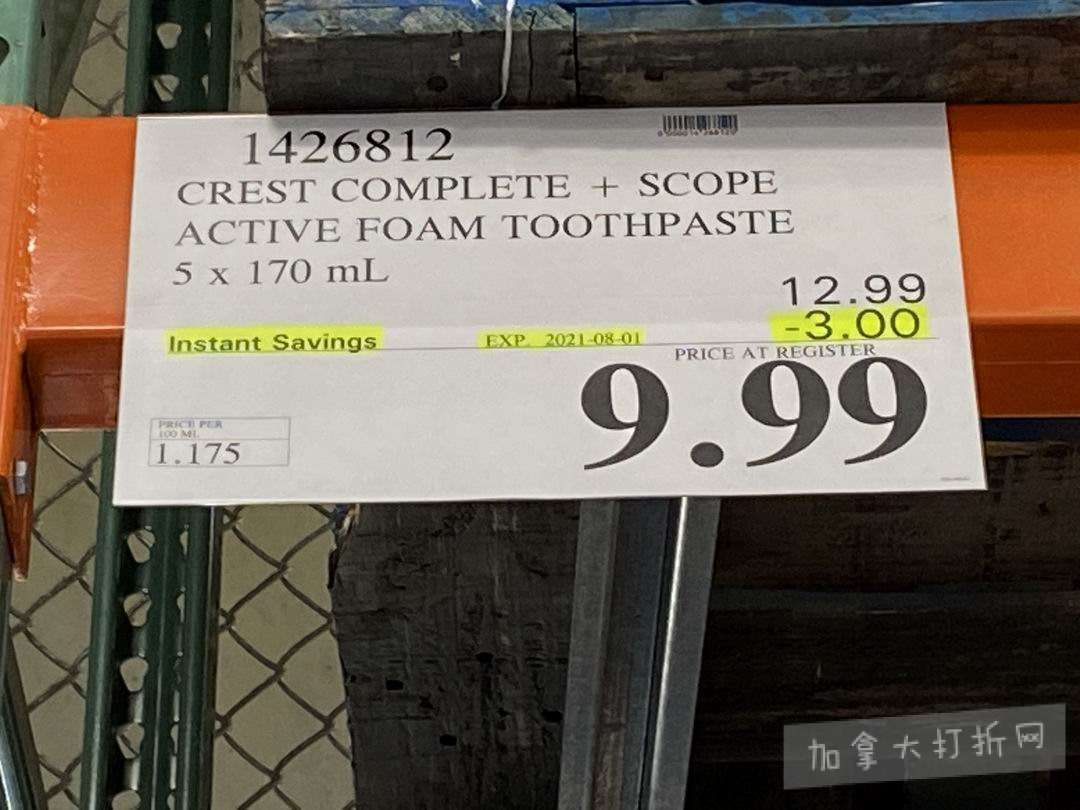 1426812
CREST COMPLETE + SCOPE
ACTIVE FOAM TOOTHPASTE
5 x 170 mL
12.99
Instant Savings EXP. 2021-08-01 -3.00
PRICE AT REGISTER
9.99
PRICE PER
100 ML
1.175
加拿大打折网